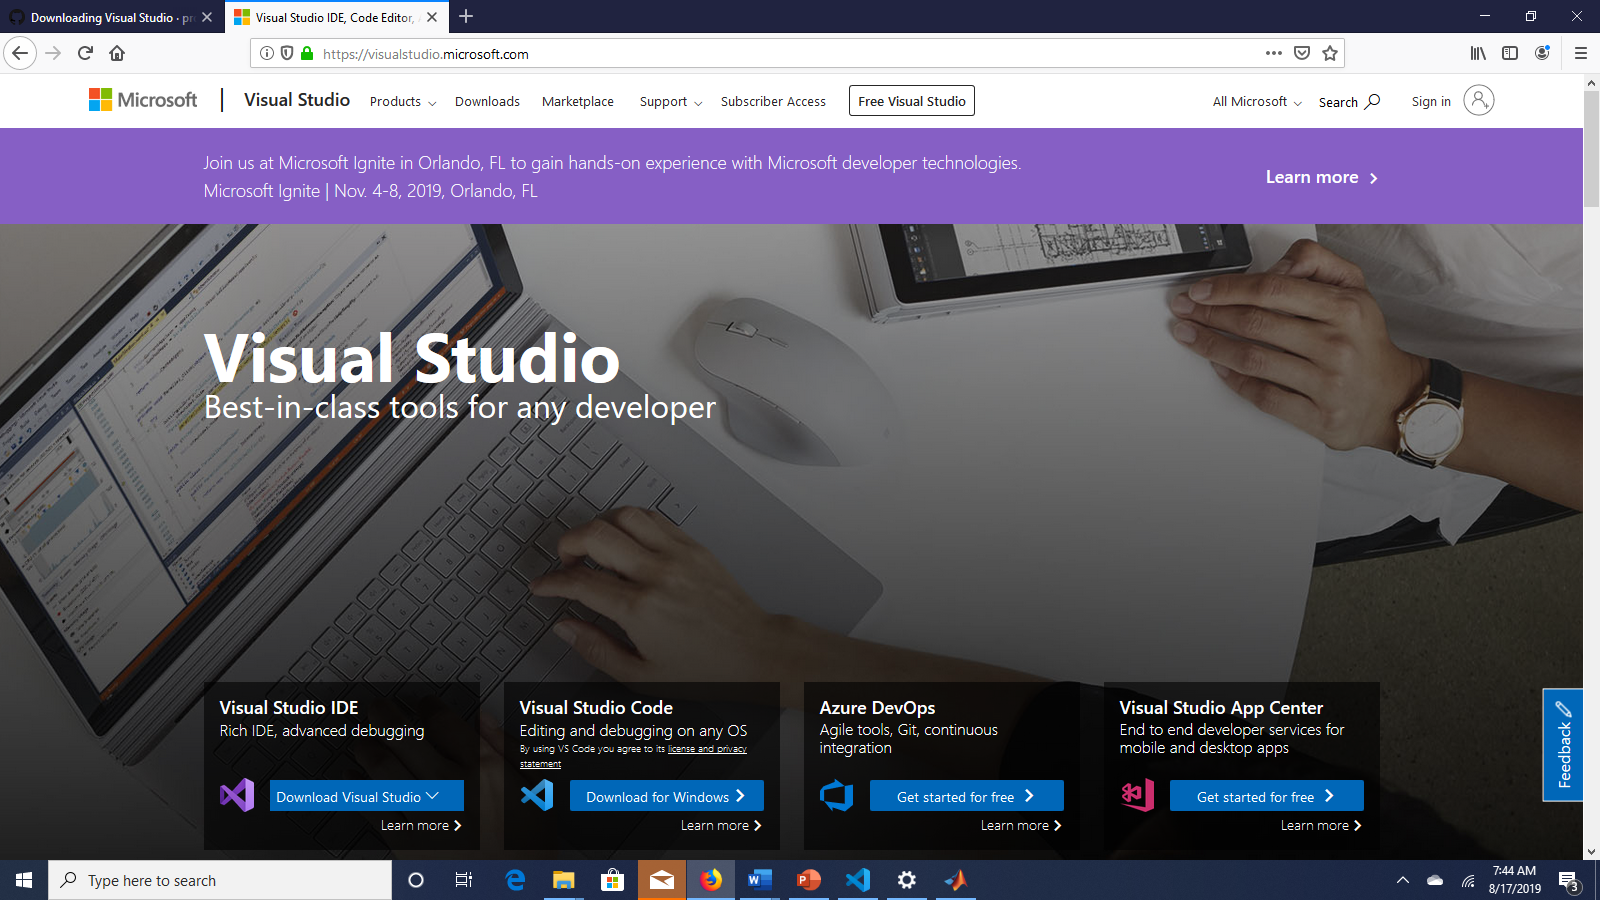 Downloading Visual Studio · pr
Visual Studio IDE, Code Editor,
https://visualstudio.microsoft.com
Microsoft
Visual Studio
Products
Downloads
Marketplace
Support
Subscriber Access
Free Visual Studio
All Microsoft
Search
Sign in
Join us at Microsoft Ignite in Orlando, FL to gain hands-on experience with Microsoft developer technologies.
Microsoft Ignite | Nov. 4-8, 2019, Orlando, FL
Learn more
Visual Studio
Best-in-class tools for any developer
Visual Studio IDE
Rich IDE, advanced debugging
Download Visual Studio
Learn more
Visual Studio Code
Editing and debugging on any OS
By using VS Code you agree to its license and privacy
statement
Download for Windows
Learn more
Azure DevOps
Agile tools, Git, continuous
integration
Get started for free
Learn more
Visual Studio App Center
End to end developer services for
mobile and desktop apps
Get started for free
Learn more
Feedback
Type here to search
7:44 AM
8/17/2019
3